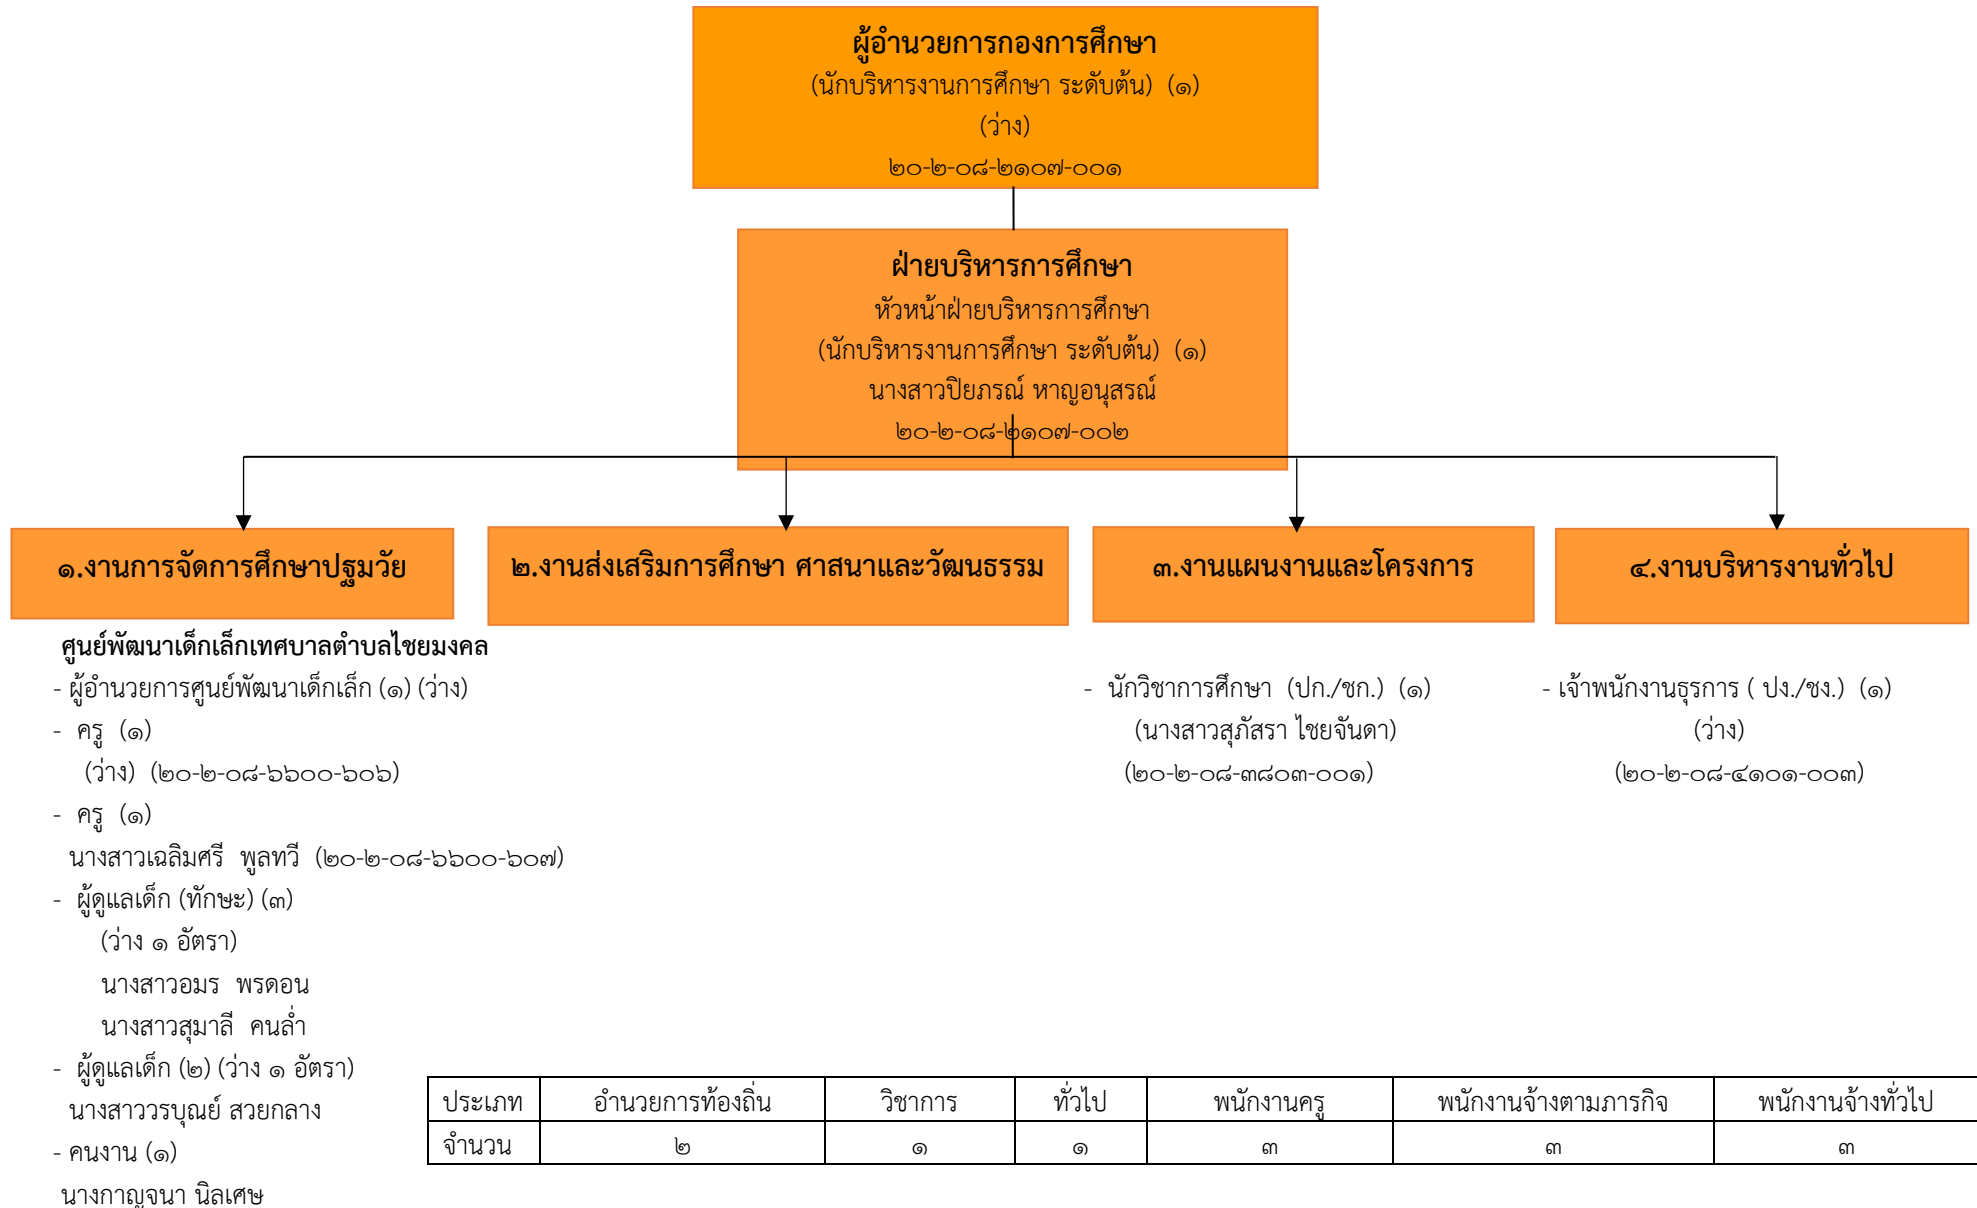 ผู้อำนวยการกองการศึกษา
(นักบริหารงานการศึกษา ระดับต้น) (๑)
(ว่าง)
๒๐-๒-๐๘-๒๑๐๗-๐๐๑
ฝ่ายบริหารการศึกษา
หัวหน้าฝ่ายบริหารการศึกษา
(นักบริหารงานการศึกษา ระดับต้น) (๑)
นางสาวปิยภรณ์ หาญอนุสรณ์
๒๐-๒-๐๘-๒๑๐๗-๐๐๒
๑.งานการจัดการศึกษาปฐมวัย
๒.งานส่งเสริมการศึกษา ศาสนาและวัฒนธรรม
๓.งานแผนงานและโครงการ
๔.งานบริหารงานทั่วไป
ศูนย์พัฒนาเด็กเล็กเทศบาลตำบลไชยมงคล
- ผู้อำนวยการศูนย์พัฒนาเด็กเล็ก (๑) (ว่าง)
- ครู (๑)
(ว่าง) (๒๐-๒-๐๘-๖๖๐๐-๖๐๖)
- ครู (๑)
นางสาวเฉลิมศรี พูลทวี (๒๐-๒-๐๘-๖๖๐๐-๖๐๗)
- ผู้ดูแลเด็ก (ทักษะ) (๓)
(ว่าง ๑ อัตรา)
นางสาวอมร พรดอน
นางสาวสุมาลี คนล่ำ
- ผู้ดูแลเด็ก (๒) (ว่าง ๑ อัตรา)
นางสาววรบุณย์ สวยกลาง
- คนงาน (๑)
นางกาญจนา นิลเศษ
- นักวิชาการศึกษา (ปก./ชก.) (๑)
(นางสาวสุภัสรา ไชยจันดา)
(๒๐-๒-๐๘-๓๘๐๓-๐๐๑)
- เจ้าพนักงานธุรการ ( ปง./ชง.) (๑)
(ว่าง)
(๒๐-๒-๐๘-๔๑๐๑-๐๐๓)
ประเภท อำนวยการท้องถิ่น วิชาการ ทั่วไป พนักงานครู พนักงานจ้างตามภารกิจ พนักงานจ้างทั่วไป
จำนวน ๒ ๑ ๑ ๓ ๓ ๓